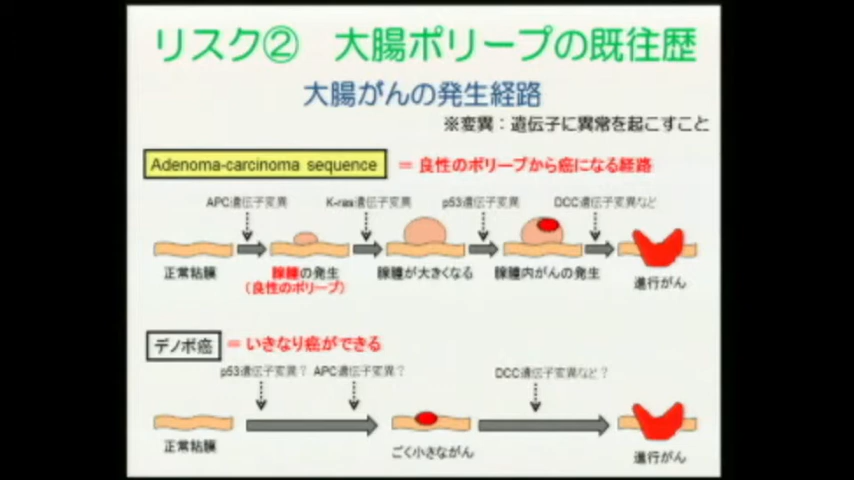 リスク② 大腸ポリープの既往歴
大腸がんの発生経路
※変異：遺伝子に異常を起こすこと
Adenoma-carcinoma sequence = 良性のポリープから癌になる経路
APC遺伝子変異 K-ras遺伝子変異 p53遺伝子変異 DCC遺伝子変異など
正常粘膜 腺腫の発生 腺腫が大きくなる 腺腫内がんの発生 進行がん
（良性のポリープ）
デノボ癌 = いきなり癌ができる
p53遺伝子変異？ APC遺伝子変異？ DCC遺伝子変異など？
正常粘膜 ごく小さながん 進行がん